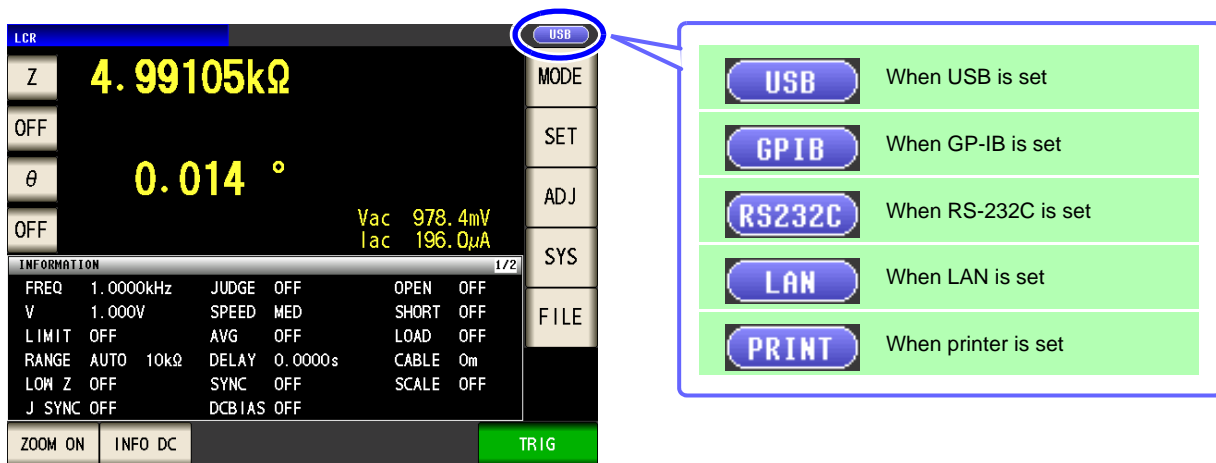 LCR
USB
Z 4.99105kΩ
MODE
OFF
SET
θ 0.014 °
ADJ
OFF
Vac 978.4mV
Iac 196.0μA
SYS
INFORMATION 1/2
FREQ 1.0000kHz JUDGE OFF OPEN OFF
V 1.000V SPEED MED SHORT OFF
FILE
LIMIT OFF AVG OFF LOAD OFF
RANGE AUTO 10kΩ DELAY 0.0000s CABLE 0m
LOW Z OFF SYNC OFF SCALE OFF
J SYNC OFF DCBIAS OFF
ZOOM ON INFO DC TRIG
USB When USB is set
GPIB When GP-IB is set
RS232C When RS-232C is set
LAN When LAN is set
PRINT When printer is set